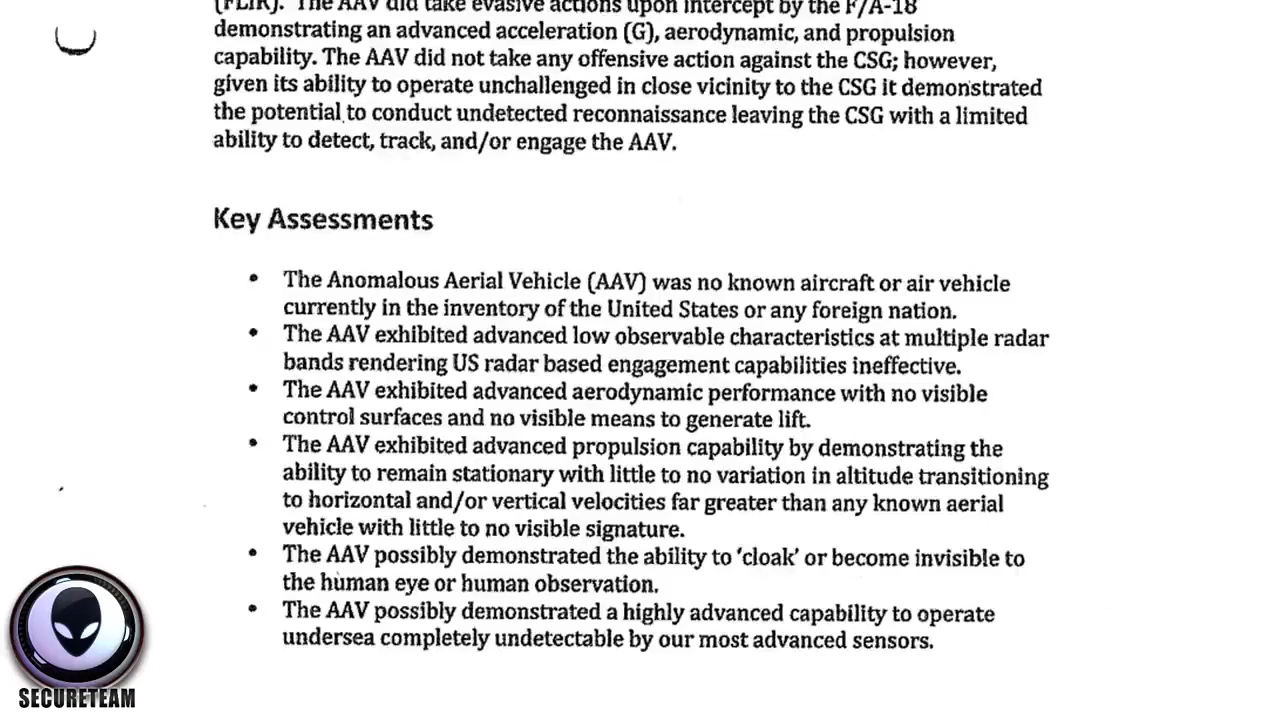 (FLIR). The AAV did take evasive actions upon intercept by the F/A-18
demonstrating an advanced acceleration (G), aerodynamic, and propulsion
capability. The AAV did not take any offensive action against the CSG; however,
given its ability to operate unchallenged in close vicinity to the CSG it demonstrated
the potential to conduct undetected reconnaissance leaving the CSG with a limited
ability to detect, track, and/or engage the AAV.
Key Assessments
• The Anomalous Aerial Vehicle (AAV) was no known aircraft or air vehicle
currently in the inventory of the United States or any foreign nation.
• The AAV exhibited advanced low observable characteristics at multiple radar
bands rendering US radar based engagement capabilities ineffective.
• The AAV exhibited advanced aerodynamic performance with no visible
control surfaces and no visible means to generate lift.
• The AAV exhibited advanced propulsion capability by demonstrating the
ability to remain stationary with little to no variation in altitude transitioning
to horizontal and/or vertical velocities far greater than any known aerial
vehicle with little to no visible signature.
• The AAV possibly demonstrated the ability to ‘cloak’ or become invisible to
the human eye or human observation.
• The AAV possibly demonstrated a highly advanced capability to operate
undersea completely undetectable by our most advanced sensors.
SECURETEAM